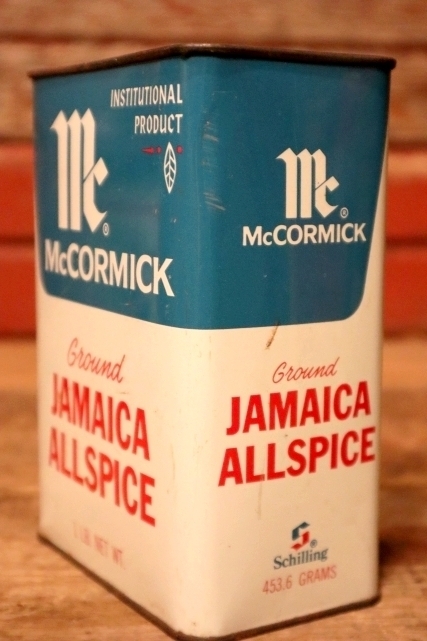 INSTITUTIONAL
PRODUCT
Mc®
McCORMICK
Ground
JAMAICA
ALLSPICE
1 LB. NET WT.
Mc®
McCORMICK
Ground
JAMAICA
ALLSPICE
S®
Schilling
453.6 GRAMS